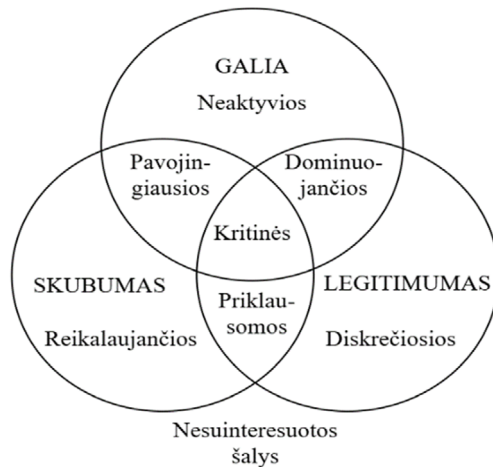 GALIA
Neaktyvios
Pavojin-
giausios
Dominuo-
jančios
Kritinės
SKUBUMAS
LEGITIMUMAS
Priklau-
somos
Reikalaujančios
Diskrečiosios
Nesuinteresuotos
šalys